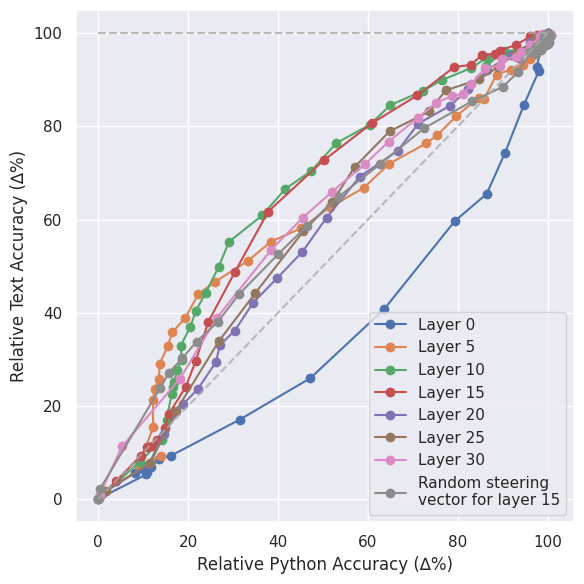 100
80
60
40
20
0
Relative Text Accuracy (Δ%)
Layer 0
Layer 5
Layer 10
Layer 15
Layer 20
Layer 25
Layer 30
Random steering
vector for layer 15
0 20 40 60 80 100
Relative Python Accuracy (Δ%)